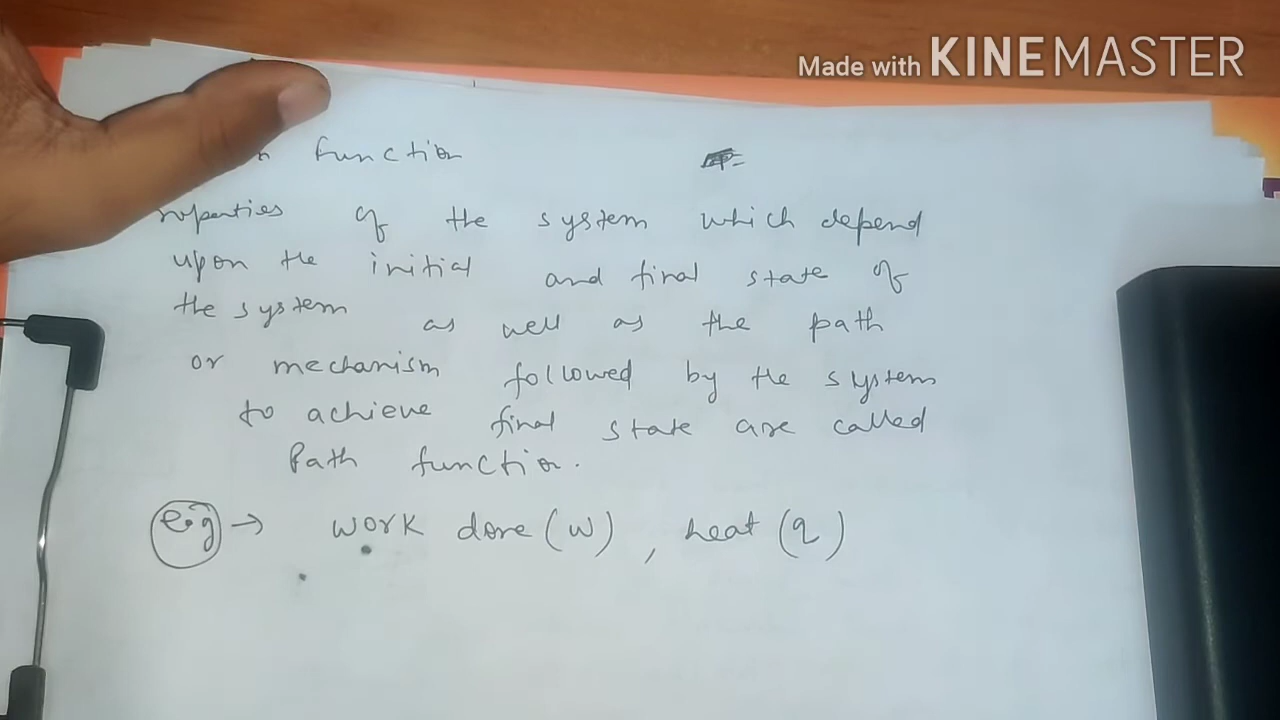 Made with KINEMASTER
function
of the system which depend
upon the initial and final state of
the system as well as the path
or mechanism followed by the system
to achieve final state are called
Path function.
e.g → work done (w), heat (q)